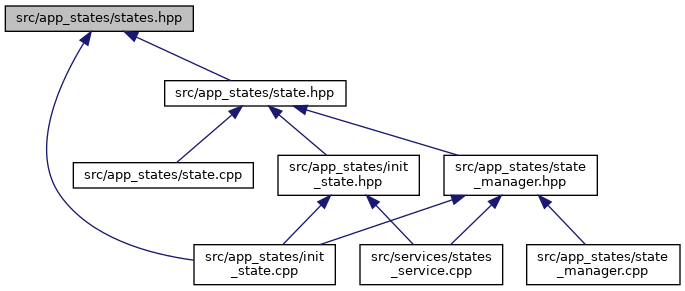 src/app_states/states.hpp
src/app_states/state.hpp
src/app_states/state.cpp
src/app_states/init
_state.hpp
src/app_states/state
_manager.hpp
src/app_states/init
_state.cpp
src/services/states
_service.cpp
src/app_states/state
_manager.cpp